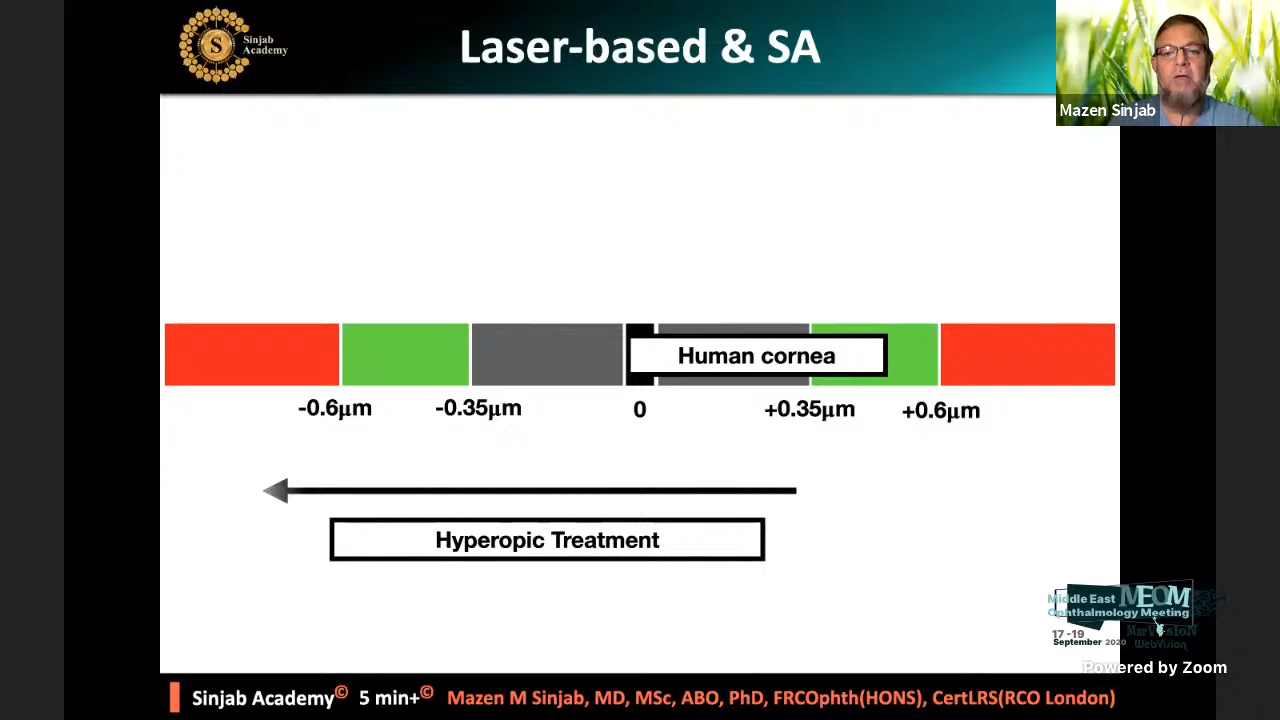 S
Sinjab
Academy
Laser-based & SA
Mazen Sinjab
Human cornea
-0.6μm
-0.35μm
0
+0.35μm
+0.6μm
Hyperopic Treatment
Middle East MEOM
Ophthalmology Meeting
17 -19
September 2020
MarVision
WebVision
Powered by Zoom
Sinjab Academy© 5 min+© Mazen M Sinjab, MD, MSc, ABO, PhD, FRCOphth(HONS), CertLRS(RCO London)